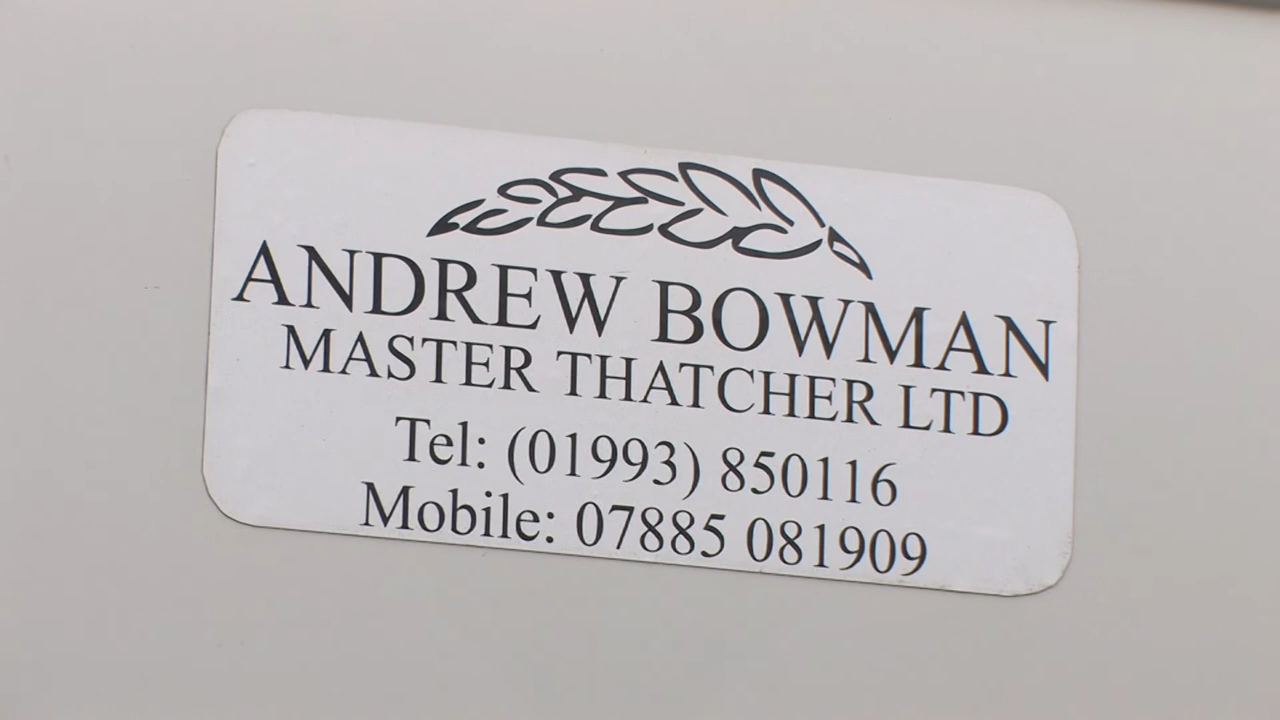 ANDREW BOWMAN
MASTER THATCHER LTD
Tel: (01993) 850116
Mobile: 07885 081909